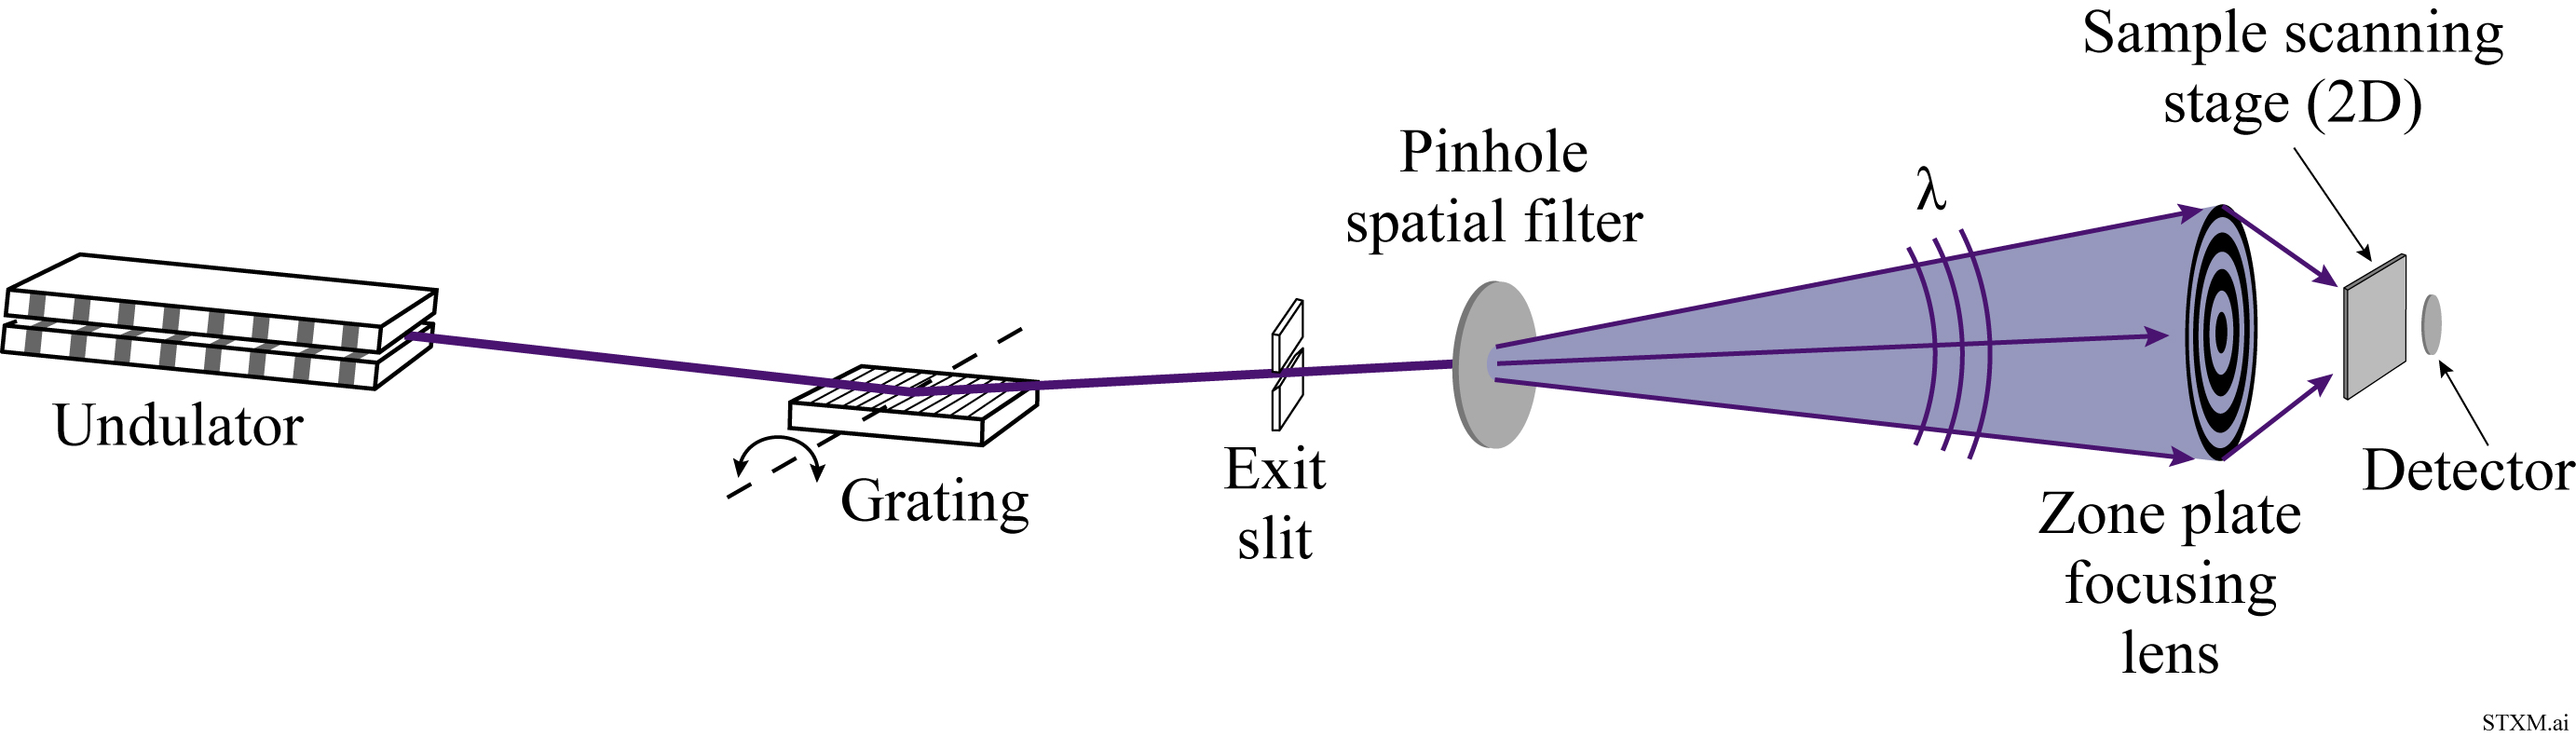 Undulator
Grating
Exit
slit
Pinhole
spatial filter
λ
Zone plate
focusing
lens
Sample scanning
stage (2D)
Detector
STXM.ai